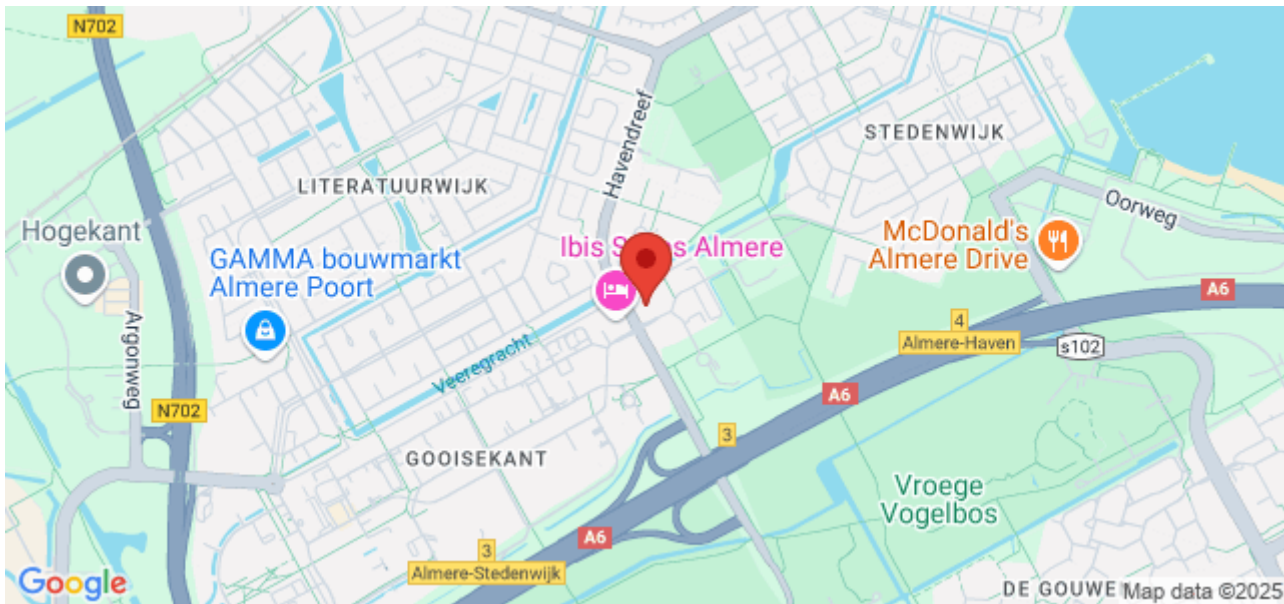 N702
Havendreef
STEDENWIJK
LITERATUURWIJK
Oorweg
Hogekant
Ibis S s Almere
McDonald's
Almere Drive
GAMMA bouwmarkt
Almere Poort
A6
4
Almere-Haven
s102
Argonweg
Veeregracht
A6
N702
3
GOOISEKANT
Vroege
Vogelbos
A6
3
Almere-Stedenwijk
Google
DE GOUWE
Map data ©2025